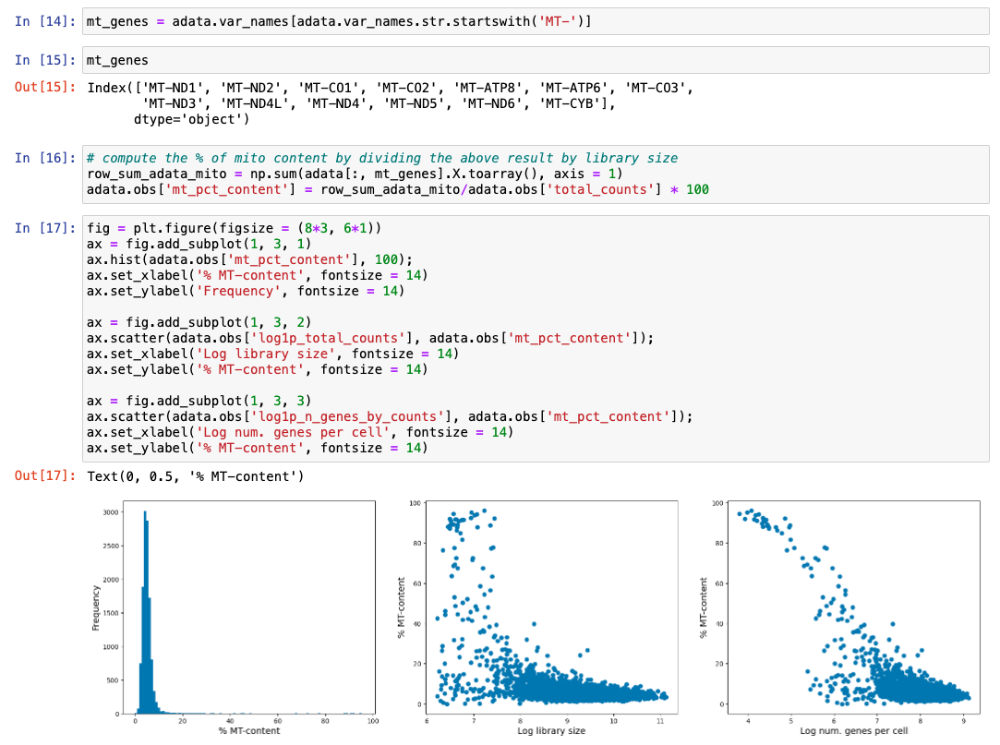 In [14]: mt_genes = adata.var_names[adata.var_names.str.startswith('MT-')]
In [15]: mt_genes
Out[15]: Index(['MT-ND1', 'MT-ND2', 'MT-CO1', 'MT-CO2', 'MT-ATP8', 'MT-ATP6', 'MT-CO3',
'MT-ND3', 'MT-ND4L', 'MT-ND4', 'MT-ND5', 'MT-ND6', 'MT-CYB'],
dtype='object')
In [16]: # compute the % of mito content by dividing the above result by library size
row_sum_adata_mito = np.sum(adata[:, mt_genes].X.toarray(), axis = 1)
adata.obs['mt_pct_content'] = row_sum_adata_mito/adata.obs['total_counts'] * 100
In [17]: fig = plt.figure(figsize = (8*3, 6*1))
ax = fig.add_subplot(1, 3, 1)
ax.hist(adata.obs['mt_pct_content'], 100);
ax.set_xlabel('% MT-content', fontsize = 14)
ax.set_ylabel('Frequency', fontsize = 14)
ax = fig.add_subplot(1, 3, 2)
ax.scatter(adata.obs['log1p_total_counts'], adata.obs['mt_pct_content']);
ax.set_xlabel('Log library size', fontsize = 14)
ax.set_ylabel('% MT-content', fontsize = 14)
ax = fig.add_subplot(1, 3, 3)
ax.scatter(adata.obs['log1p_n_genes_by_counts'], adata.obs['mt_pct_content']);
ax.set_xlabel('Log num. genes per cell', fontsize = 14)
ax.set_ylabel('% MT-content', fontsize = 14)
Out[17]: Text(0, 0.5, '% MT-content')
Frequency
3000
2500
2000
1500
1000
500
0
0 20 40 60 80 100
% MT-content
% MT-content
100
80
60
40
20
0
6 7 8 9 10 11
Log library size
% MT-content
100
80
60
40
20
0
4 5 6 7 8 9
Log num. genes per cell